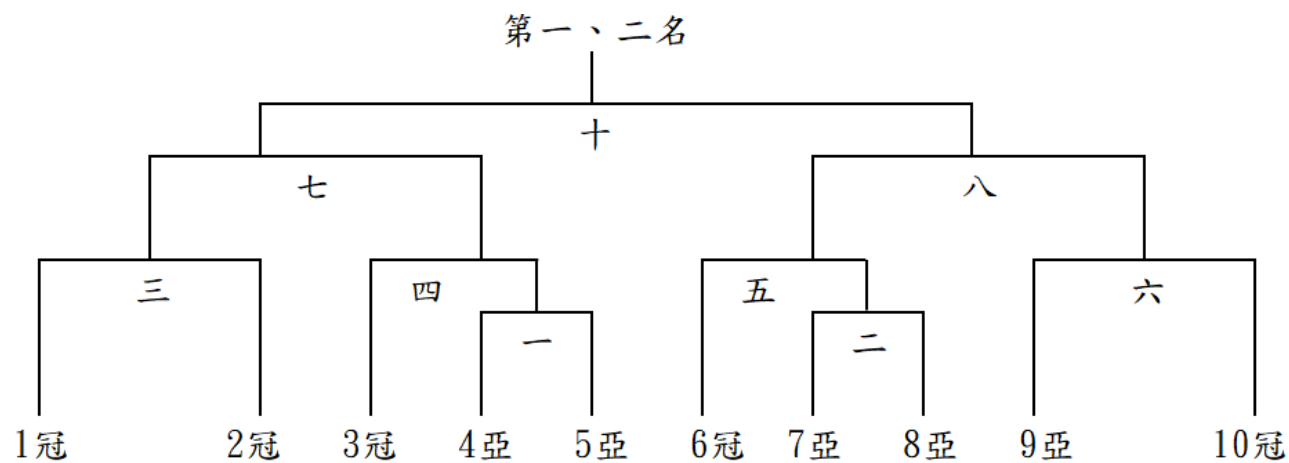 第一、二名
十
七 八
三 四 五 六
一 二
1冠 2冠 3冠 4亞 5亞 6冠 7亞 8亞 9亞 10冠